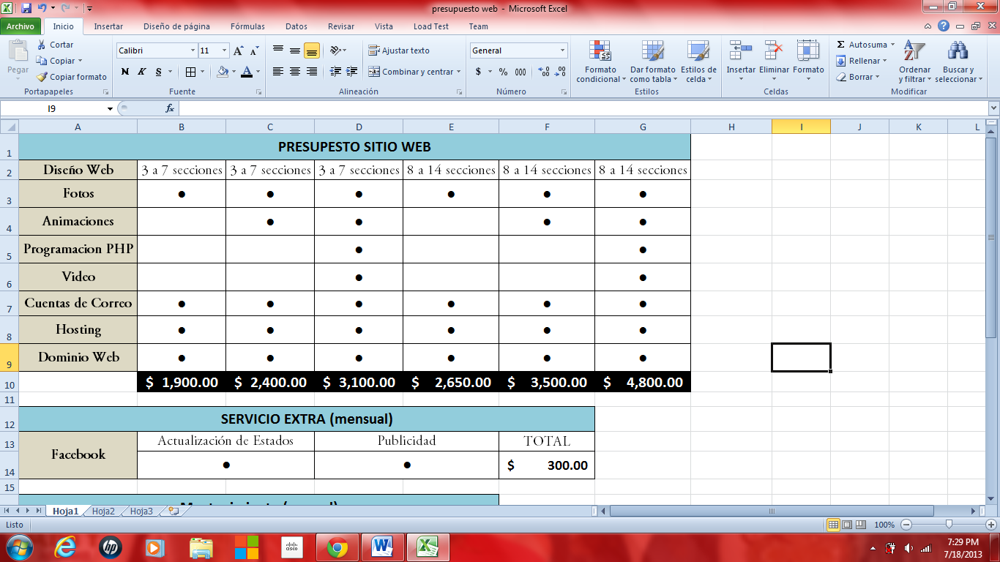 presupuesto web - Microsoft Excel
Archivo Inicio Insertar Diseño de página Fórmulas Datos Revisar Vista Load Test Team
Pegar
Cortar
Copiar
Copiar formato
Portapapeles
Calibri 11
N K S
Fuente
Ajustar texto
Combinar y centrar
Alineación
General
$ % 000
Número
Formato condicional
Dar formato como tabla
Estilos de celda
Estilos
Insertar Eliminar Formato
Celdas
Σ Autosuma
Rellenar
Borrar
Ordenar y filtrar
Buscar y seleccionar
Modificar
I9 fx
A B C D E F G H I J K L
1 PRESUPESTO SITIO WEB
2 Diseño Web 3 a 7 secciones 3 a 7 secciones 3 a 7 secciones 8 a 14 secciones 8 a 14 secciones 8 a 14 secciones
3 Fotos ● ● ● ● ● ●
4 Animaciones ● ● ● ●
5 Programacion PHP ● ●
6 Video ● ●
7 Cuentas de Correo ● ● ● ● ● ●
8 Hosting ● ● ● ● ● ●
9 Dominio Web ● ● ● ● ● ●
10 $ 1,900.00 $ 2,400.00 $ 3,100.00 $ 2,650.00 $ 3,500.00 $ 4,800.00
11
12 SERVICIO EXTRA (mensual)
13 Facebook Actualización de Estados Publicidad TOTAL
14 ● ● $ 300.00
15
Hoja1 Hoja2 Hoja3
Listo 100%
hp
cisco
7:29 PM
7/18/2013